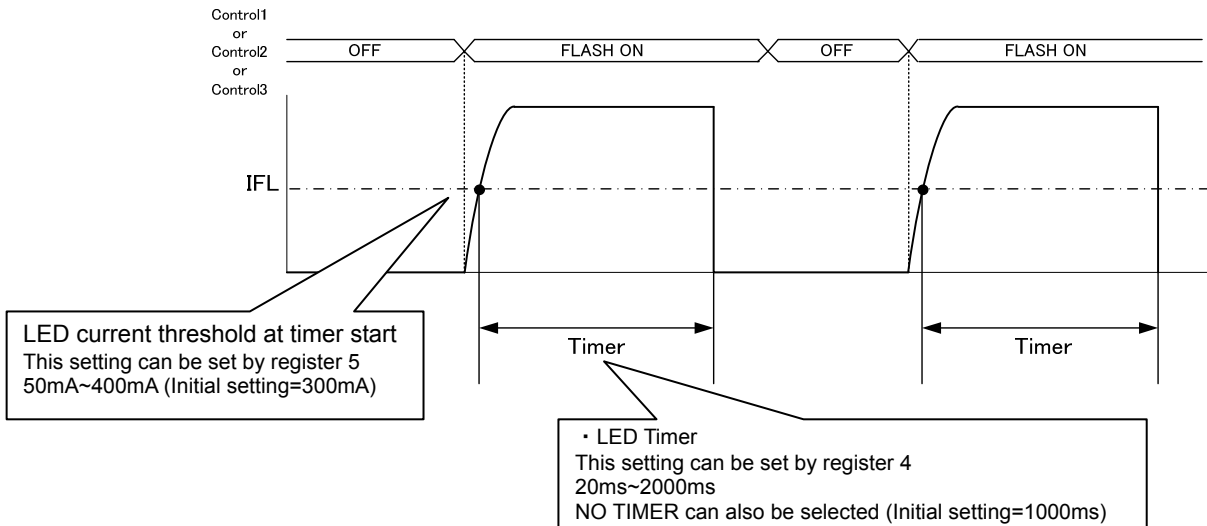 Control1
or
Control2
or
Control3
OFF
FLASH ON
OFF
FLASH ON
IFL
LED current threshold at timer start
This setting can be set by register 5
50mA~400mA (Initial setting=300mA)
Timer
Timer
・LED Timer
This setting can be set by register 4
20ms~2000ms
NO TIMER can also be selected (Initial setting=1000ms)